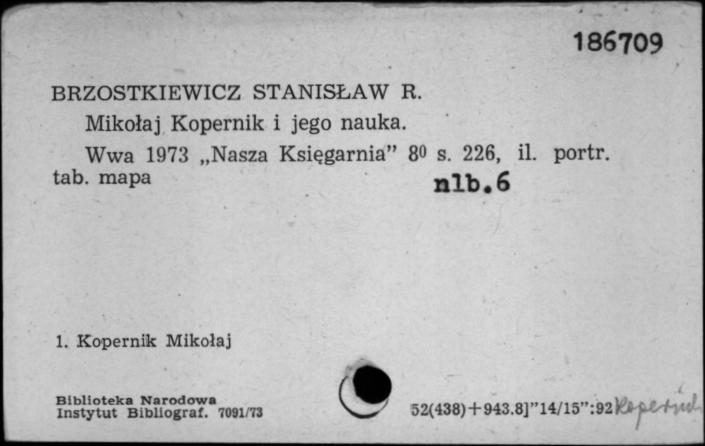 186709
BRZOSTKIEWICZ STANISŁAW R.
Mikołaj Kopernik i jego nauka.
Wwa 1973 „Nasza Księgarnia” 8⁰ s. 226, il. portr.
tab. mapa
nlb.6
1. Kopernik Mikołaj
Biblioteka Narodowa
Instytut Bibliograf. 7091/73
52(438)+943.8]”14/15”:92 Kopernik